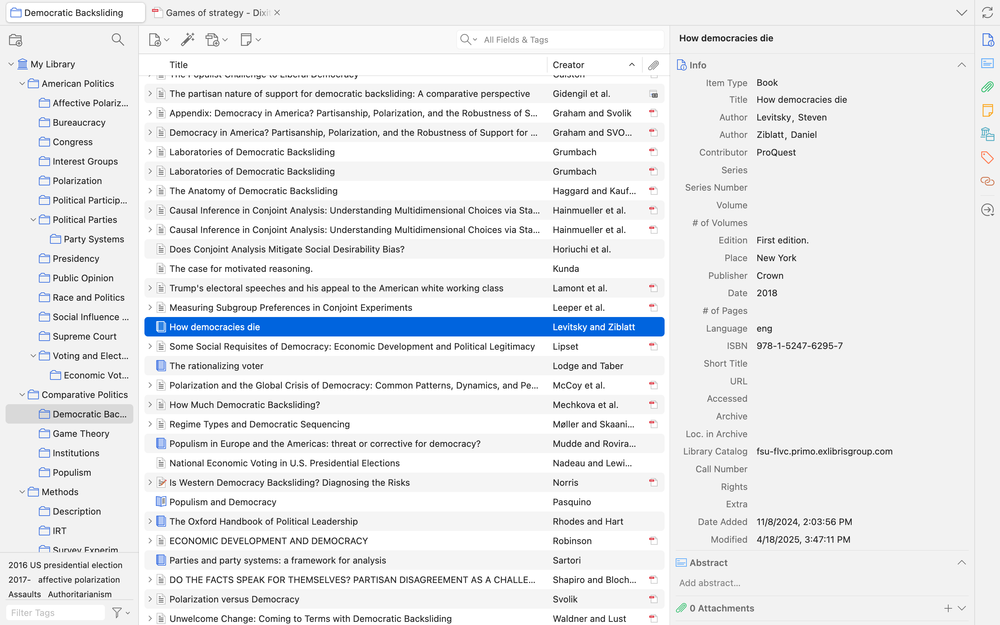 Democratic Backsliding
Games of strategy - Dixit
All Fields & Tags
My Library
American Politics
Affective Polariz...
Bureaucracy
Congress
Interest Groups
Polarization
Political Particip...
Political Parties
Party Systems
Presidency
Public Opinion
Race and Politics
Social Influence ...
Supreme Court
Voting and Elect...
Economic Vot...
Comparative Politics
Democratic Bac...
Game Theory
Institutions
Populism
Methods
Description
IRT
Survey Experim
2016 US presidential election
2017- affective polarization
Assaults Authoritarianism
Filter Tags
Title Creator
The Populist Challenge to Liberal Democracy Galston
The partisan nature of support for democratic backsliding: A comparative perspective Gidengil et al.
Appendix: Democracy in America? Partisanship, Polarization, and the Robustness of S... Graham and Svolik
Democracy in America? Partisanship, Polarization, and the Robustness of Support for ... Graham and SVO...
Laboratories of Democratic Backsliding Grumbach
Laboratories of Democratic Backsliding Grumbach
The Anatomy of Democratic Backsliding Haggard and Kauf...
Causal Inference in Conjoint Analysis: Understanding Multidimensional Choices via Sta... Hainmueller et al.
Causal Inference in Conjoint Analysis: Understanding Multidimensional Choices via Sta... Hainmueller et al.
Does Conjoint Analysis Mitigate Social Desirability Bias? Horiuchi et al.
The case for motivated reasoning. Kunda
Trump's electoral speeches and his appeal to the American white working class Lamont et al.
Measuring Subgroup Preferences in Conjoint Experiments Leeper et al.
How democracies die Levitsky and Ziblatt
Some Social Requisites of Democracy: Economic Development and Political Legitimacy Lipset
The rationalizing voter Lodge and Taber
Polarization and the Global Crisis of Democracy: Common Patterns, Dynamics, and Pe... McCoy et al.
How Much Democratic Backsliding? Mechkova et al.
Regime Types and Democratic Sequencing Møller and Skaani...
Populism in Europe and the Americas: threat or corrective for democracy? Mudde and Rovira...
National Economic Voting in U.S. Presidential Elections Nadeau and Lewi...
Is Western Democracy Backsliding? Diagnosing the Risks Norris
Populism and Democracy Pasquino
The Oxford Handbook of Political Leadership Rhodes and Hart
ECONOMIC DEVELOPMENT AND DEMOCRACY Robinson
Parties and party systems: a framework for analysis Sartori
DO THE FACTS SPEAK FOR THEMSELVES? PARTISAN DISAGREEMENT AS A CHALLE... Shapiro and Bloch...
Polarization versus Democracy Svolik
Unwelcome Change: Coming to Terms with Democratic Backsliding Waldner and Lust
How democracies die
Info
Item Type Book
Title How democracies die
Author Levitsky, Steven
Author Ziblatt, Daniel
Contributor ProQuest
Series
Series Number
Volume
# of Volumes
Edition First edition.
Place New York
Publisher Crown
Date 2018
# of Pages
Language eng
ISBN 978-1-5247-6295-7
Short Title
URL
Accessed
Archive
Loc. in Archive
Library Catalog fsu-flvc.primo.exlibrisgroup.com
Call Number
Rights
Extra
Date Added 11/8/2024, 2:03:56 PM
Modified 4/18/2025, 3:47:11 PM
Abstract
Add abstract...
0 Attachments